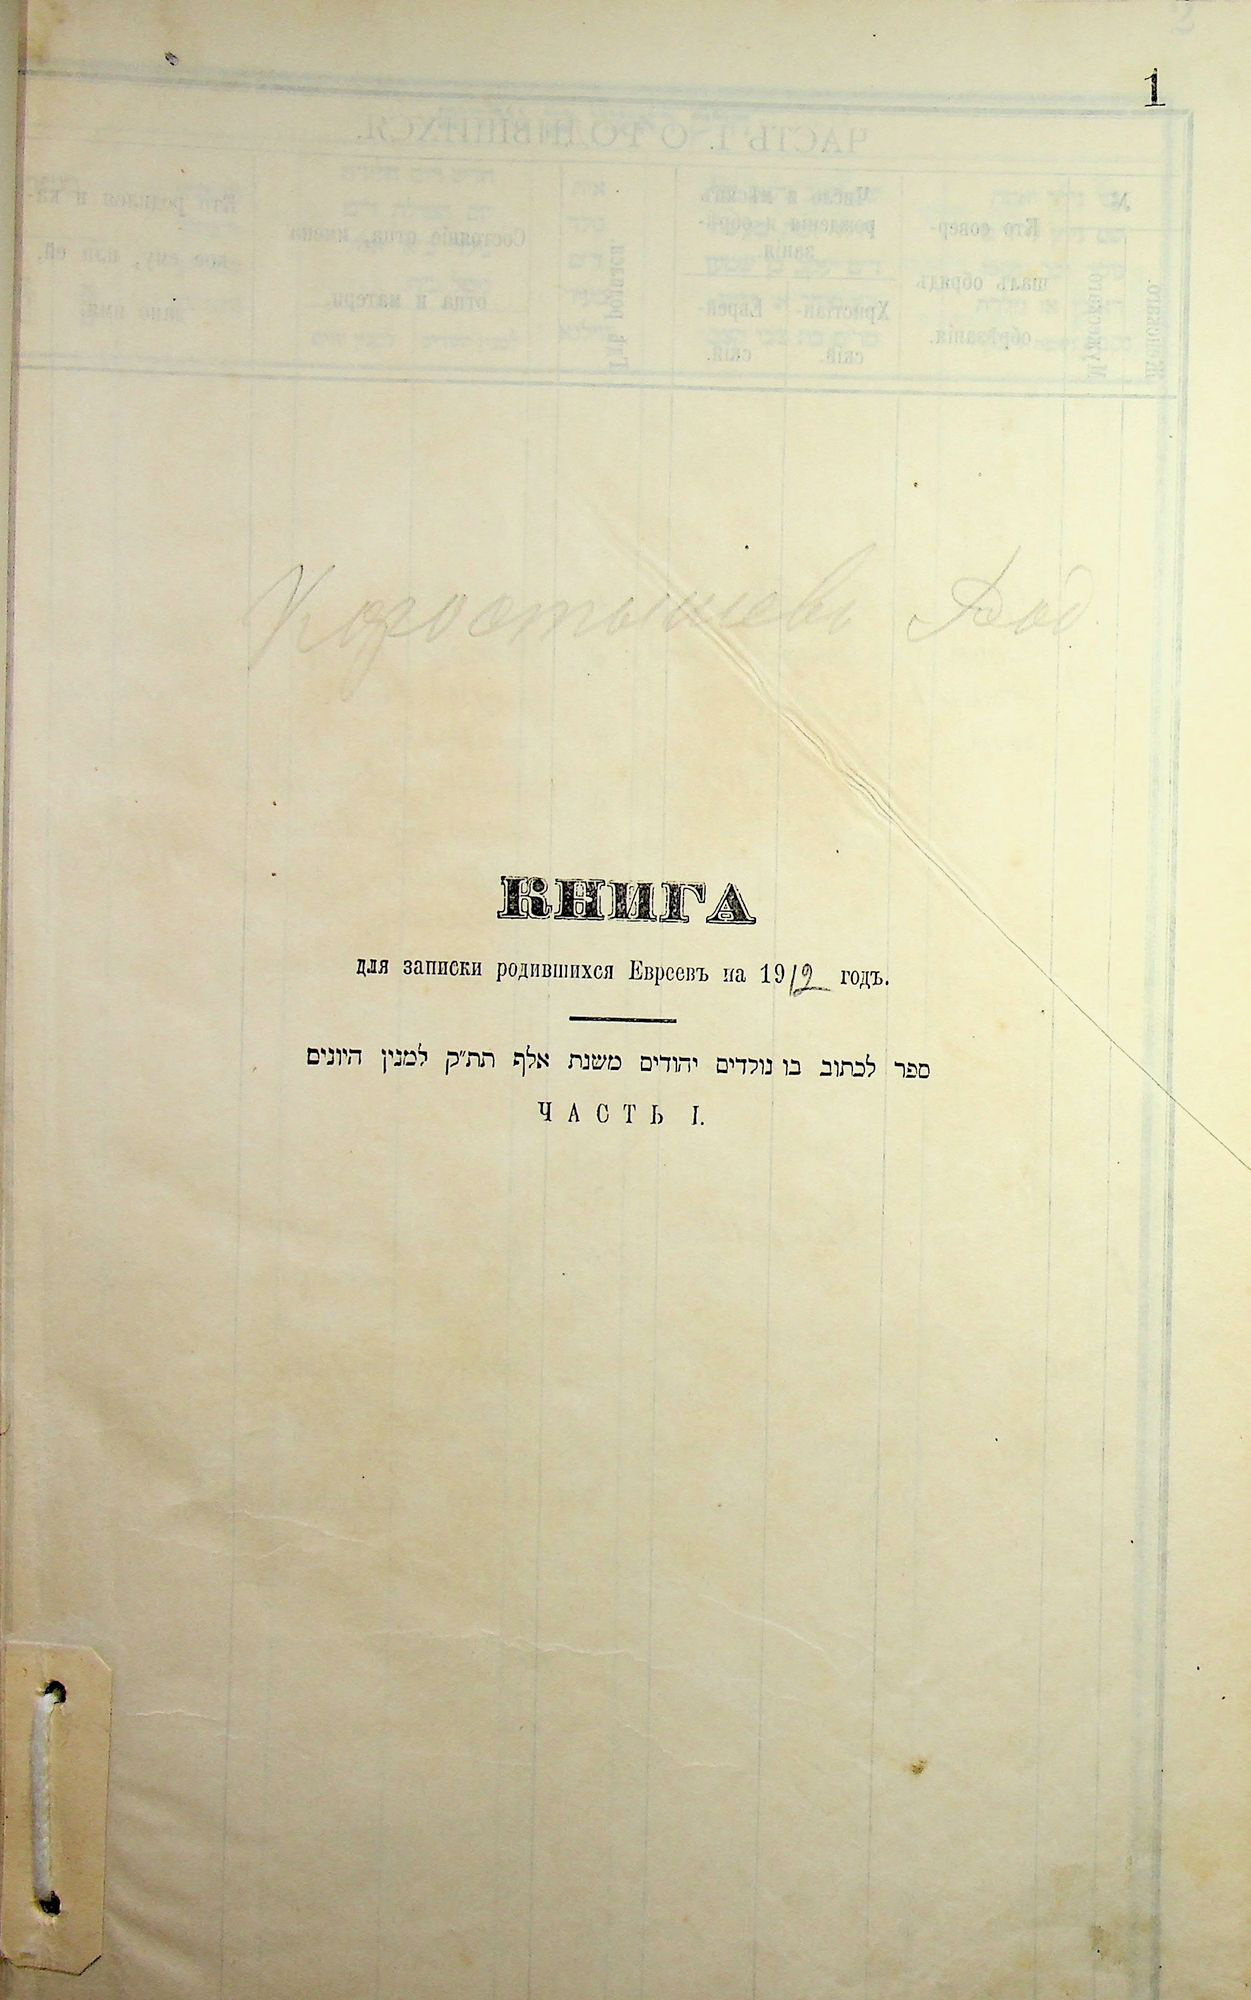 1
Коростышевъ Род.
КНИГА
для записки родившихся Евреевъ на 1912 годъ.
ספר לכתוב בו נולדים יהודים משנת אלף תת״ק למנין היונים
ЧАСТЬ I.